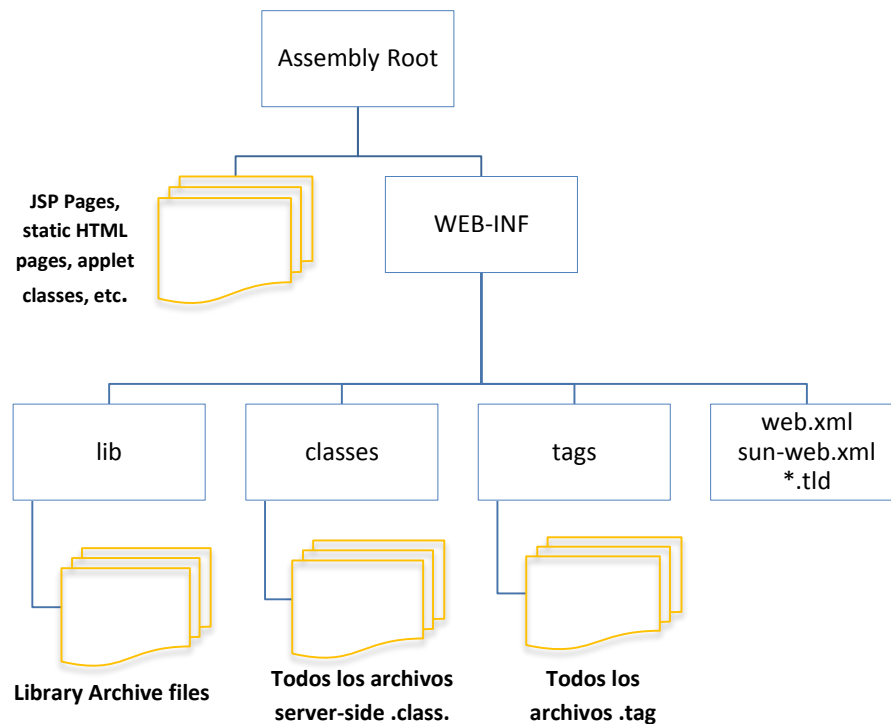 Assembly Root
JSP Pages,
static HTML
pages, applet
classes, etc.
WEB-INF
lib
classes
tags
web.xml
sun-web.xml
*.tld
Library Archive files
Todos los archivos
server-side .class.
Todos los
archivos .tag